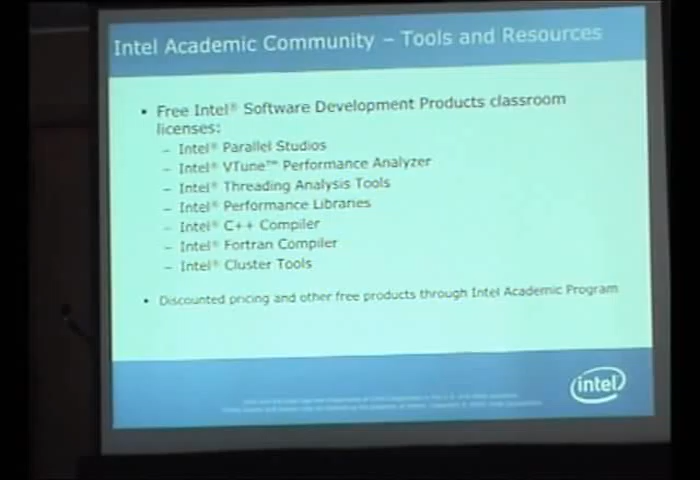 Intel Academic Community – Tools and Resources
• Free Intel® Software Development Products classroom
licenses:
– Intel® Parallel Studios
– Intel® VTune™ Performance Analyzer
– Intel® Threading Analysis Tools
– Intel® Performance Libraries
– Intel® C++ Compiler
– Intel® Fortran Compiler
– Intel® Cluster Tools
• Discounted pricing and other free products through Intel Academic Program
intel